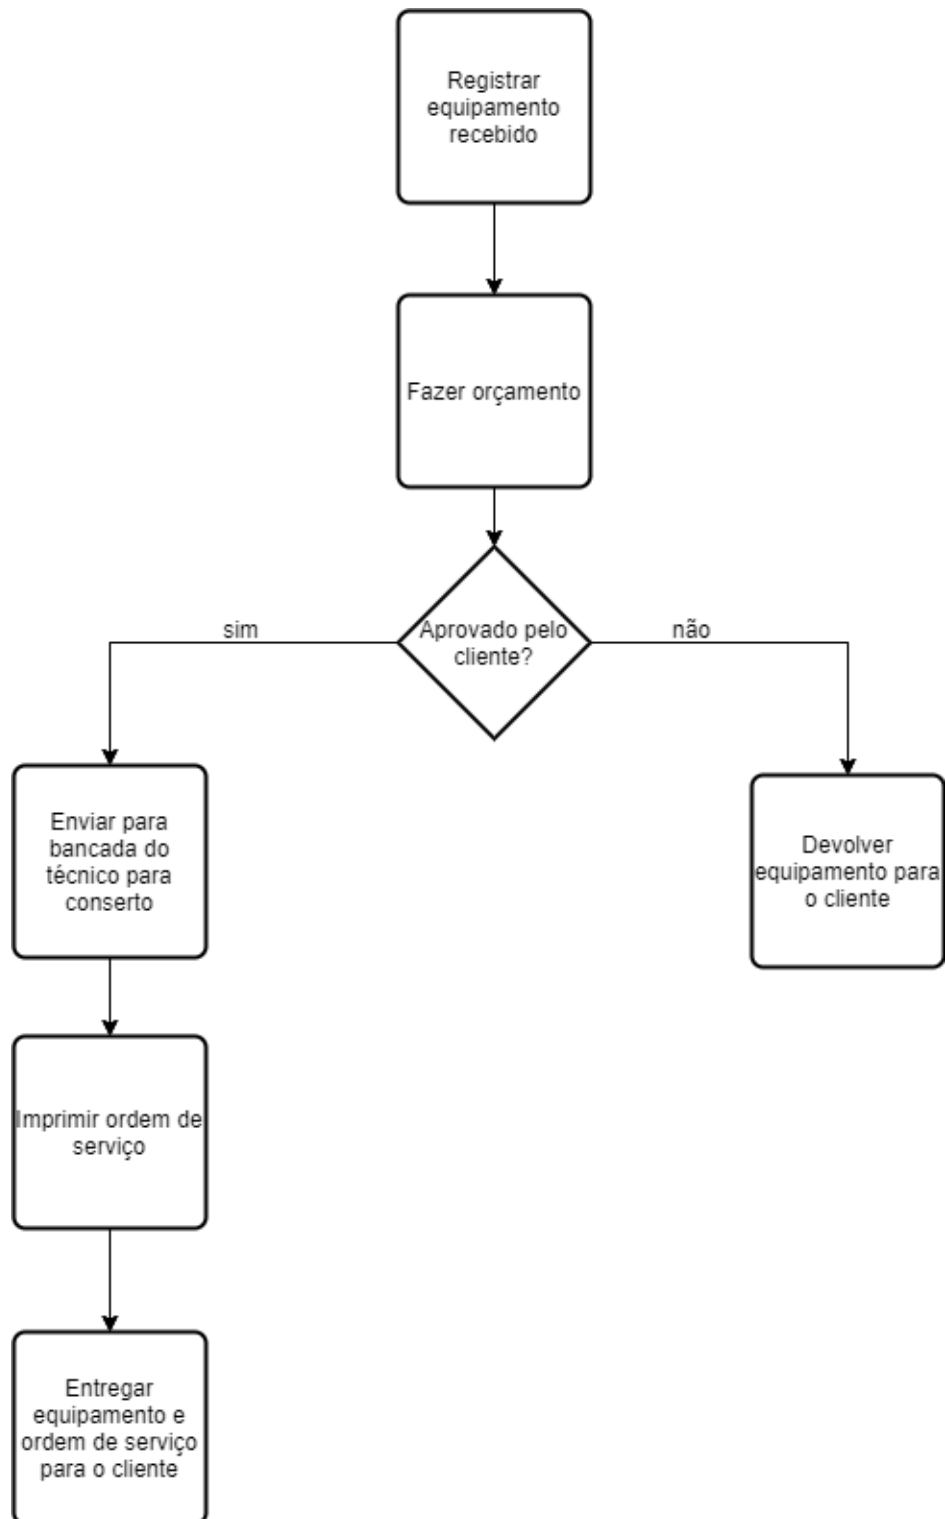 Registrar
equipamento
recebido
Fazer orçamento
Aprovado pelo
cliente?
sim
não
Enviar para
bancada do
técnico para
conserto
Devolver
equipamento para
o cliente
Imprimir ordem de
serviço
Entregar
equipamento e
ordem de serviço
para o cliente